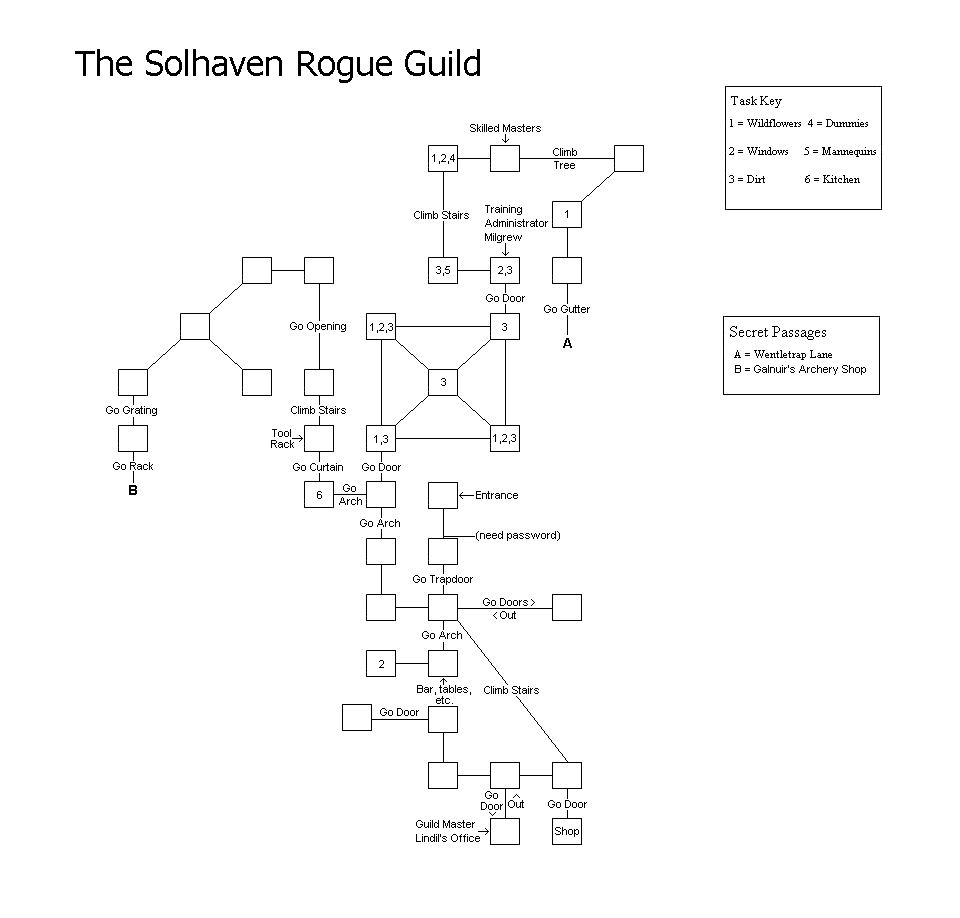 The Solhaven Rogue Guild
Task Key
1 = Wildflowers 4 = Dummies
2 = Windows 5 = Mannequins
3 = Dirt 6 = Kitchen
Skilled Masters
1,2,4
Climb
Tree
Climb Stairs
Training
Administrator
Milgrew
1
3,5
2,3
Go Door
Go Gutter
A
Go Opening
1,2,3
3
3
1,3
1,2,3
Secret Passages
A = Wentletrap Lane
B = Galnuir's Archery Shop
Go Grating
Climb Stairs
Tool
Rack
Go Rack
B
Go Curtain
Go Door
6
Go
Arch
Entrance
Go Arch
(need password)
Go Trapdoor
Go Doors >
< Out
Go Arch
2
Bar, tables,
etc.
Climb Stairs
Go Door
Go
Door
Out
Go Door
Guild Master
Lindil's Office
Shop